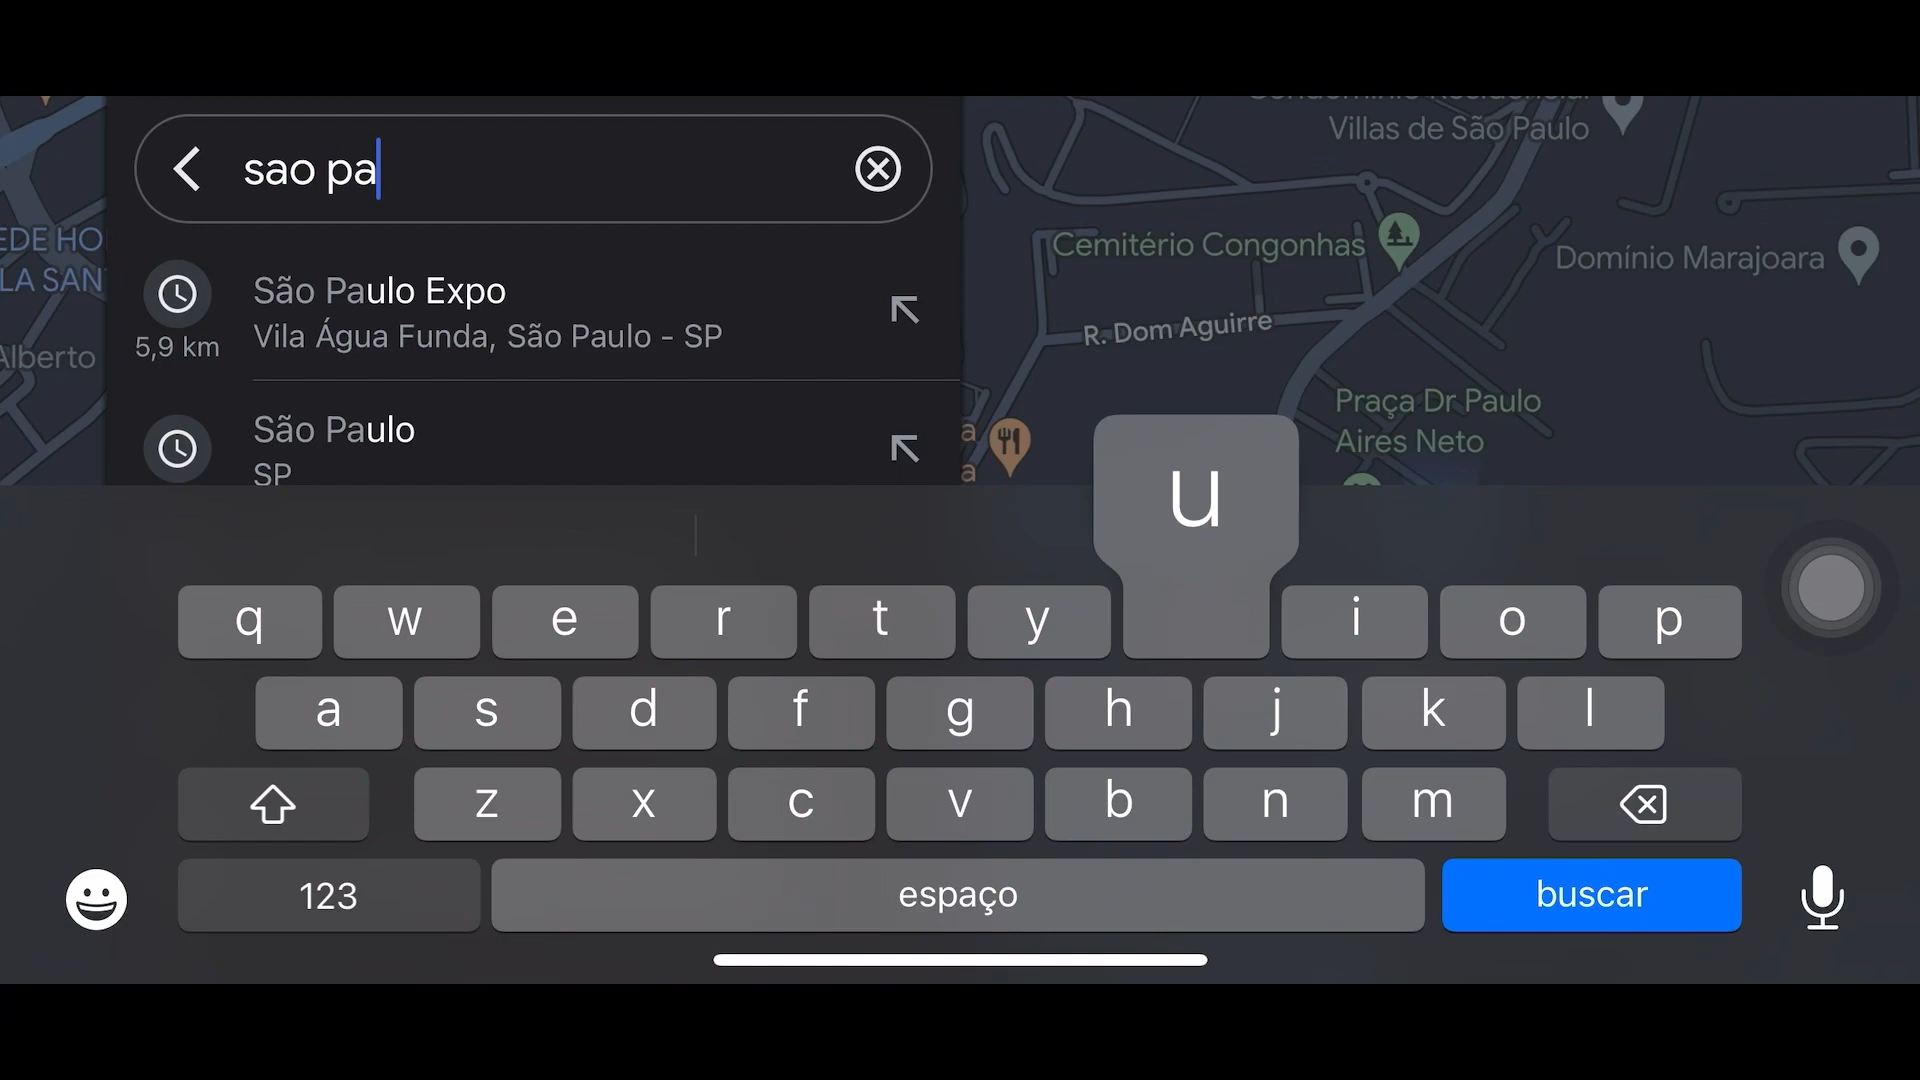 sao pa
São Paulo Expo
Vila Água Funda, São Paulo - SP
5,9 km
São Paulo
SP
EDE HO
LA SAN
Alberto
Villas de São Paulo
Cemitério Congonhas
Domínio Marajoara
R. Dom Aguirre
Praça Dr Paulo
Aires Neto
a
a
u
q w e r t y i o p
a s d f g h j k l
z x c v b n m
123 espaço buscar